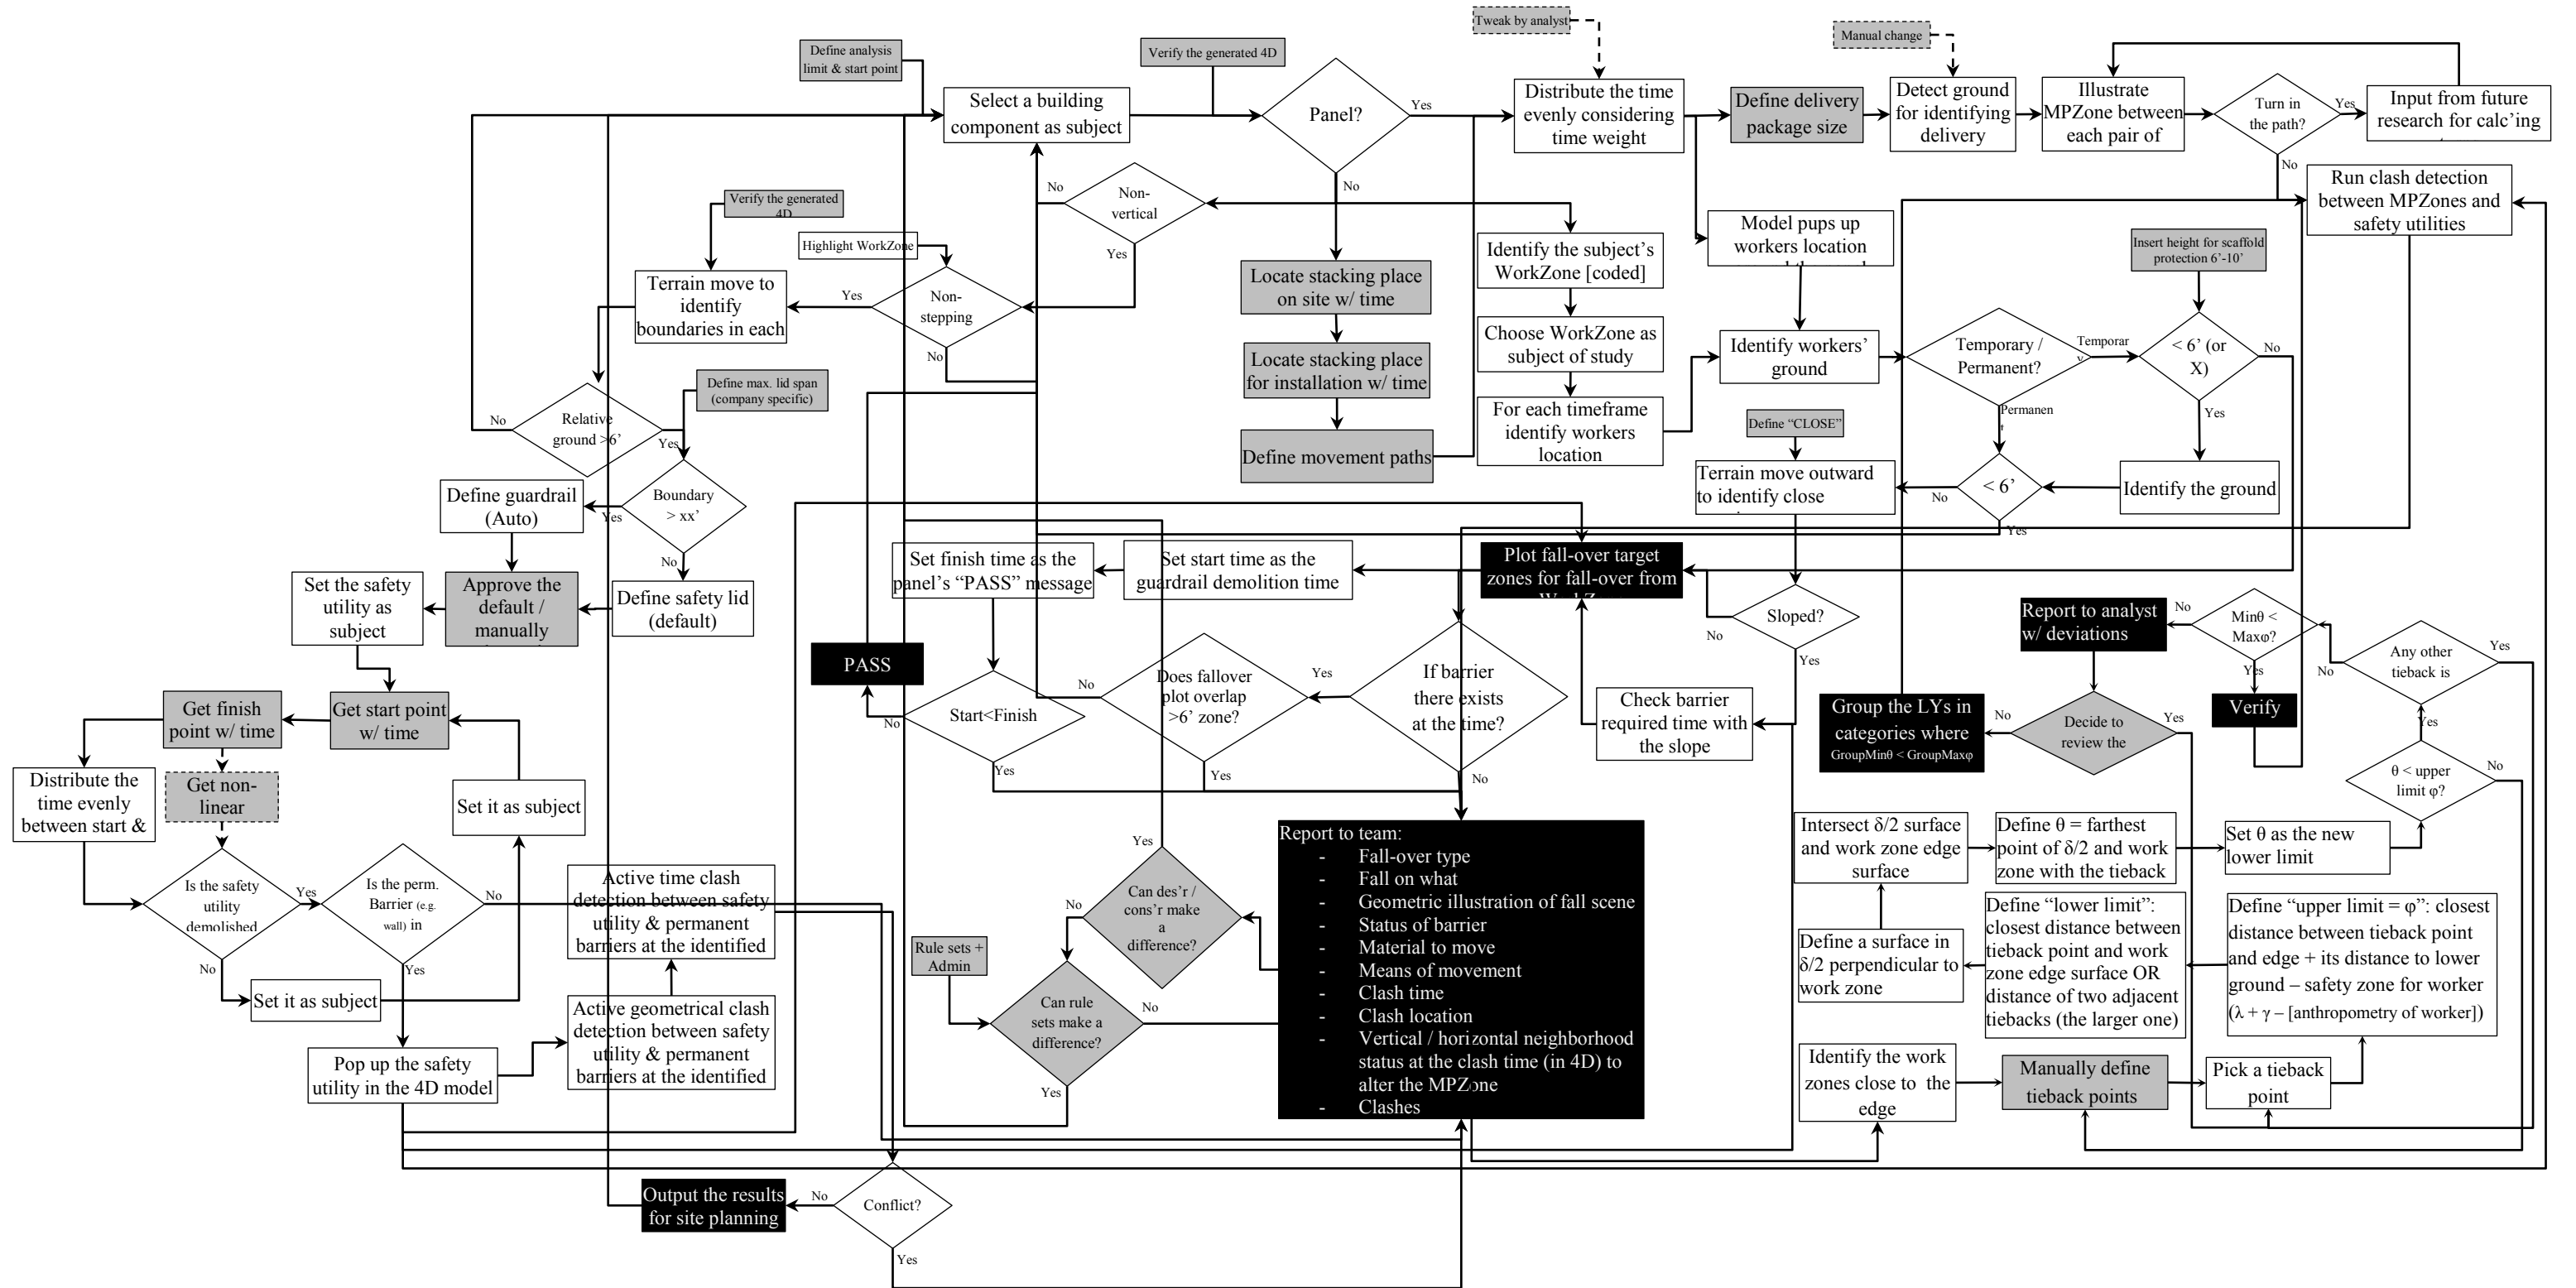 Tweak by analyst
Manual change
Define analysis
limit & start point
Verify the generated 4D
Select a building
component as subject
Panel?
Yes
No
Distribute the time
evenly considering
time weight
Define delivery
package size
Detect ground
for identifying
delivery
Illustrate
MPZone between
each pair of
Turn in
the path?
Yes
No
Input from future
research for calc'ing
Run clash detection
between MPZones and
safety utilities
Non-
vertical
No
Yes
Verify the generated
4D
Highlight WorkZone
Terrain move to
identify
boundaries in each
Yes
Non-
stepping
No
Locate stacking place
on site w/ time
Locate stacking place
for installation w/ time
Define movement paths
Identify the subject's
WorkZone [coded]
Choose WorkZone as
subject of study
For each timeframe
identify workers
location
Model pups up
workers location
Identify workers'
ground
Temporary /
Permanent?
Temporar
y
Permanen
t
Insert height for scaffold
protection 6'-10'
< 6' (or
X)
No
Yes
Identify the ground
< 6'
No
Yes
Define "CLOSE"
Terrain move outward
to identify close
Define max. lid span
(company specific)
No
Relative
ground >6'
Yes
Boundary
> xx'
Yes
No
Define guardrail
(Auto)
Define safety lid
(default)
Approve the
default /
manually
Set the safety
utility as
subject
Set finish time as the
panel's "PASS" message
Set start time as the
guardrail demolition time
Plot fall-over target
zones for fall-over from
WorkZ
Sloped?
No
Yes
Check barrier
required time with
the slope
PASS
Start<Finish
No
Yes
Does fallover
plot overlap
>6' zone?
No
Yes
If barrier
there exists
at the time?
Yes
No
Report to analyst
w/ deviations
No
Minθ <
Maxφ?
Yes
Verify
Any other
tieback is
Yes
No
Yes
Group the LYs in
categories where
GroupMinθ < GroupMaxφ
No
Decide to
review the
Yes
θ < upper
limit φ?
No
Get finish
point w/ time
Get start point
w/ time
Get non-
linear
Distribute the
time evenly
between start &
Set it as subject
Is the safety
utility
demolished
Yes
No
Is the perm.
Barrier (e.g.
wall) in
No
Yes
Set it as subject
Active time clash
detection between safety
utility & permanent
barriers at the identified
Active geometrical clash
detection between safety
utility & permanent
barriers at the identified
Pop up the safety
utility in the 4D model
Yes
Can des'r /
cons'r make
a
difference?
No
Rule sets +
Admin
Can rule
sets make a
difference?
No
Yes
Report to team:
- Fall-over type
- Fall on what
- Geometric illustration of fall scene
- Status of barrier
- Material to move
- Means of movement
- Clash time
- Clash location
- Vertical / horizontal neighborhood
status at the clash time (in 4D) to
alter the MPZone
- Clashes
Intersect δ/2 surface
and work zone edge
surface
Define θ = farthest
point of δ/2 and work
zone with the tieback
Set θ as the new
lower limit
Define a surface in
δ/2 perpendicular to
work zone
Define "lower limit":
closest distance between
tieback point and work
zone edge surface OR
distance of two adjacent
tiebacks (the larger one)
Define "upper limit = φ": closest
distance between tieback point
and edge + its distance to lower
ground – safety zone for worker
(λ + γ – [anthropometry of worker])
Identify the work
zones close to the
edge
Manually define
tieback points
Pick a tieback
point
Output the results
for site planning
No
Conflict?
Yes